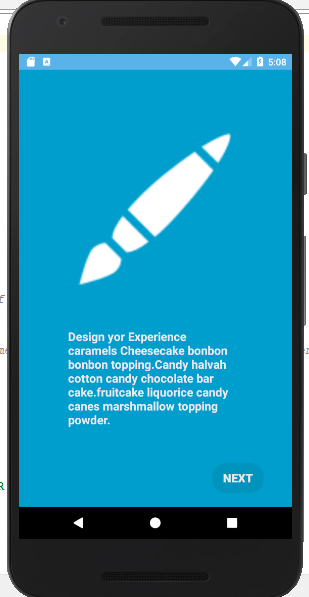 5:08
Design yor Experience
caramels Cheesecake bonbon
bonbon topping.Candy halvah
cotton candy chocolate bar
cake.fruitcake liquorice candy
canes marshmallow topping
powder.
NEXT